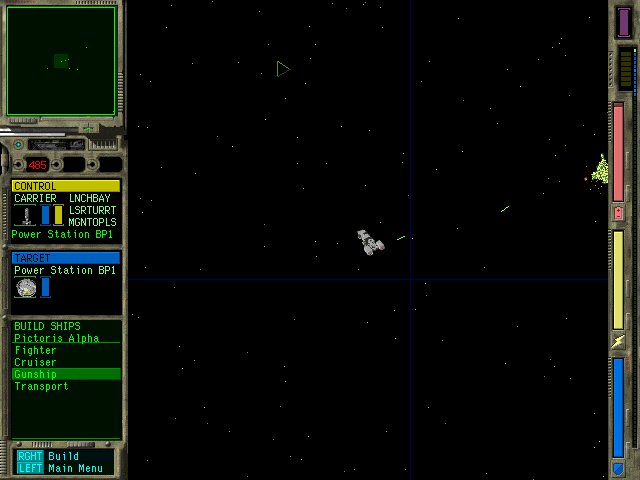 485
CONTROL
CARRIER LNCHBAY
LSRTURRT
MGNTOPLS
Power Station BP1
TARGET
Power Station BP1
BUILD SHIPS
Pictoris Alpha
Fighter
Cruiser
Gunship
Transport
RGHT Build
LEFT Main Menu